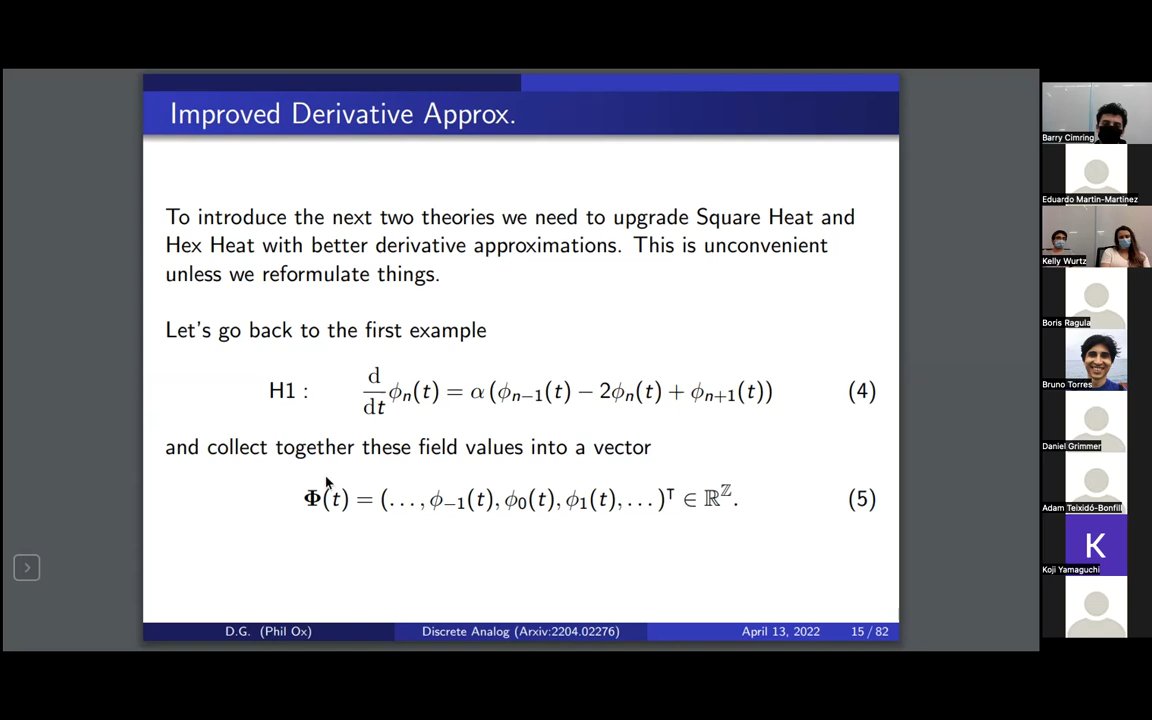 Improved Derivative Approx.
To introduce the next two theories we need to upgrade Square Heat and
Hex Heat with better derivative approximations. This is unconvenient
unless we reformulate things.
Let's go back to the first example
H1 : d/dt ϕₙ(t) = α (ϕₙ₋₁(t) − 2ϕₙ(t) + ϕₙ₊₁(t)) (4)
and collect together these field values into a vector
Φ(t) = (. . . , ϕ₋₁(t), ϕ₀(t), ϕ₁(t), . . . )ᵀ ∈ ℝ^ℤ. (5)
D.G. (Phil Ox) Discrete Analog (Arxiv:2204.02276) April 13, 2022 15 / 82
Barry Cimring
Eduardo Martin-Martinez
Kelly Wurtz
Boris Ragula
Bruno Torres
Daniel Grimmer
Adam Teixidó-Bonfill
K
Koji Yamaguchi